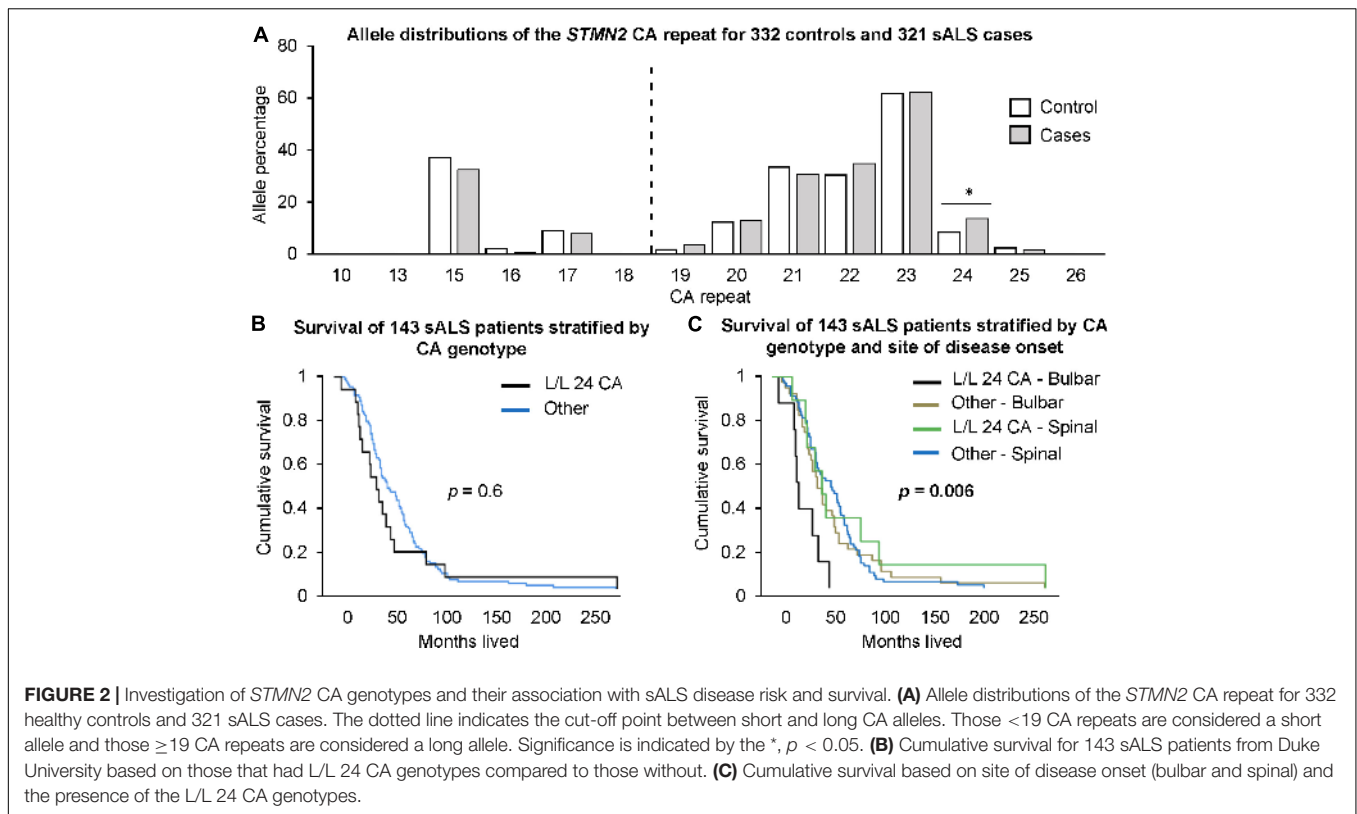 A
Allele distributions of the STMN2 CA repeat for 332 controls and 321 sALS cases
80
60
40
20
0
Allele percentage
Control
Cases
*
10 13 15 16 17 18 19 20 21 22 23 24 25 26
CA repeat
B
Survival of 143 sALS patients stratified by
CA genotype
L/L 24 CA
Other
1
0.8
0.6
0.4
0.2
0
Cumulative survival
p = 0.6
0 50 100 150 200 250
Months lived
C
Survival of 143 sALS patients stratified by CA
genotype and site of disease onset
L/L 24 CA - Bulbar
Other - Bulbar
L/L 24 CA - Spinal
Other - Spinal
1
0.8
0.6
0.4
0.2
0
Cumulative survival
p = 0.006
0 50 100 150 200 250
Months lived
FIGURE 2 | Investigation of STMN2 CA genotypes and their association with sALS disease risk and survival. (A) Allele distributions of the STMN2 CA repeat for 332
healthy controls and 321 sALS cases. The dotted line indicates the cut-off point between short and long CA alleles. Those <19 CA repeats are considered a short
allele and those ≥19 CA repeats are considered a long allele. Significance is indicated by the *, p < 0.05. (B) Cumulative survival for 143 sALS patients from Duke
University based on those that had L/L 24 CA genotypes compared to those without. (C) Cumulative survival based on site of disease onset (bulbar and spinal) and
the presence of the L/L 24 CA genotypes.